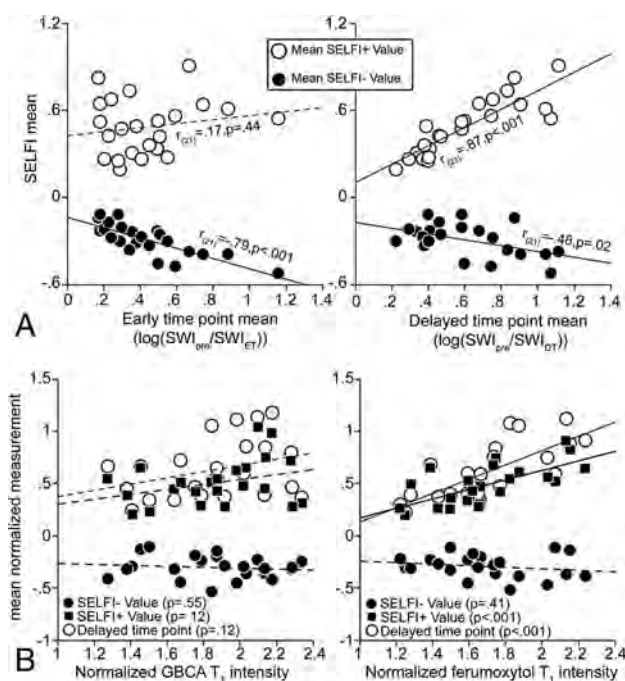 1.2
Mean SELFI+ Value
Mean SELFI- Value
.6
0
-.6
SELFI mean
r(21)=.17,p=.44
r(21)=-.79,p<.001
0 .2 .4 .6 .8 1 1.2 1.4
Early time point mean
(log(SWIpre/SWIET))
r(21)=.87,p<.001
r(21)=-.48,p=.02
0 .2 .4 .6 .8 1 1.2 1.4
Delayed time point mean
(log(SWIpre/SWIDT))
A
1.5
1
.5
0
-.5
-1
mean normalized measurement
SELFI- Value (p=.55)
SELFI+ Value (p= 12)
Delayed time point (p=.12)
1 1.2 1.4 1.6 1.8 2 2.2 2.4
Normalized GBCA T1 intensity
1.5
1
.5
0
-.5
-1
SELFI- Value (p=.41)
SELFI+ Value (p<.001)
Delayed time point (p<.001)
1 1.2 1.4 1.6 1.8 2 2.2 2.4
Normalized ferumoxytol T1 intensity
B